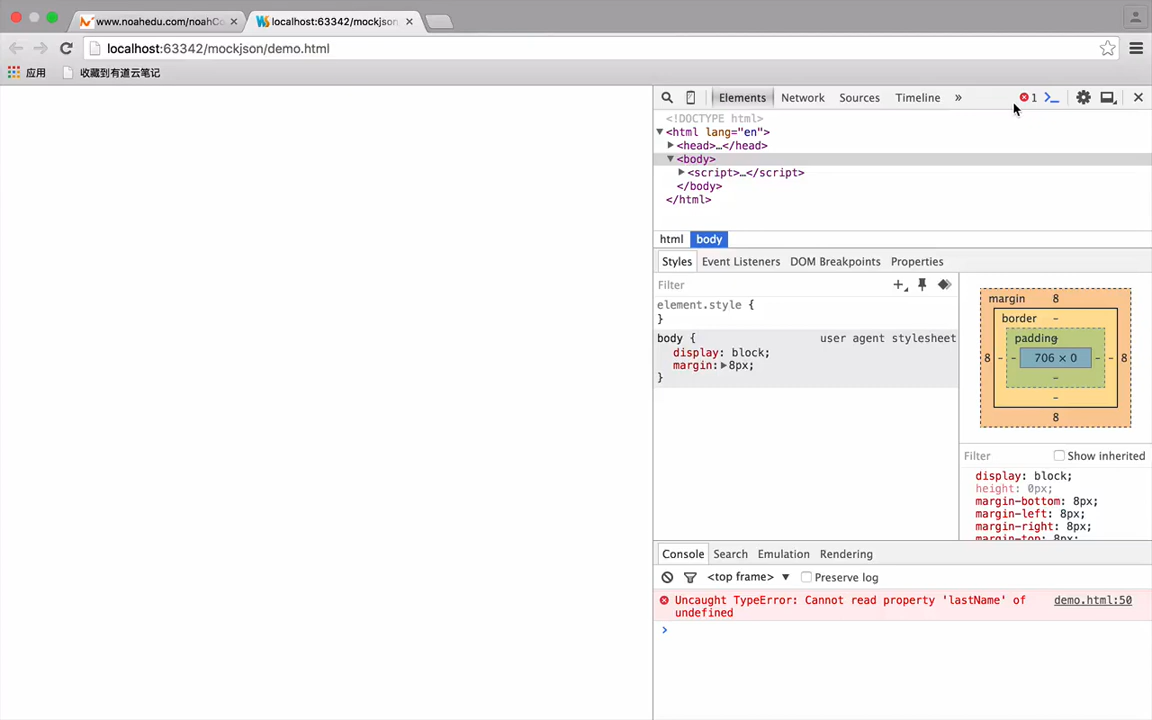 www.noahedu.com/noahCo
localhost:63342/mockjson
localhost:63342/mockjson/demo.html
应用
收藏到有道云笔记
Elements Network Sources Timeline » 1
<!DOCTYPE html>
<html lang="en">
<head>…</head>
<body>
<script>…</script>
</body>
</html>
html body
Styles Event Listeners DOM Breakpoints Properties
Filter
element.style {
}
body { user agent stylesheet
display: block;
margin: 8px;
}
margin 8
border -
padding -
8 - - 706 × 0 - - 8
-
-
8
Filter Show inherited
display: block;
height: 0px;
margin-bottom: 8px;
margin-left: 8px;
margin-right: 8px;
margin-top: 8px;
Console Search Emulation Rendering
<top frame> ▼ Preserve log
Uncaught TypeError: Cannot read property 'lastName' of demo.html:50
undefined
>